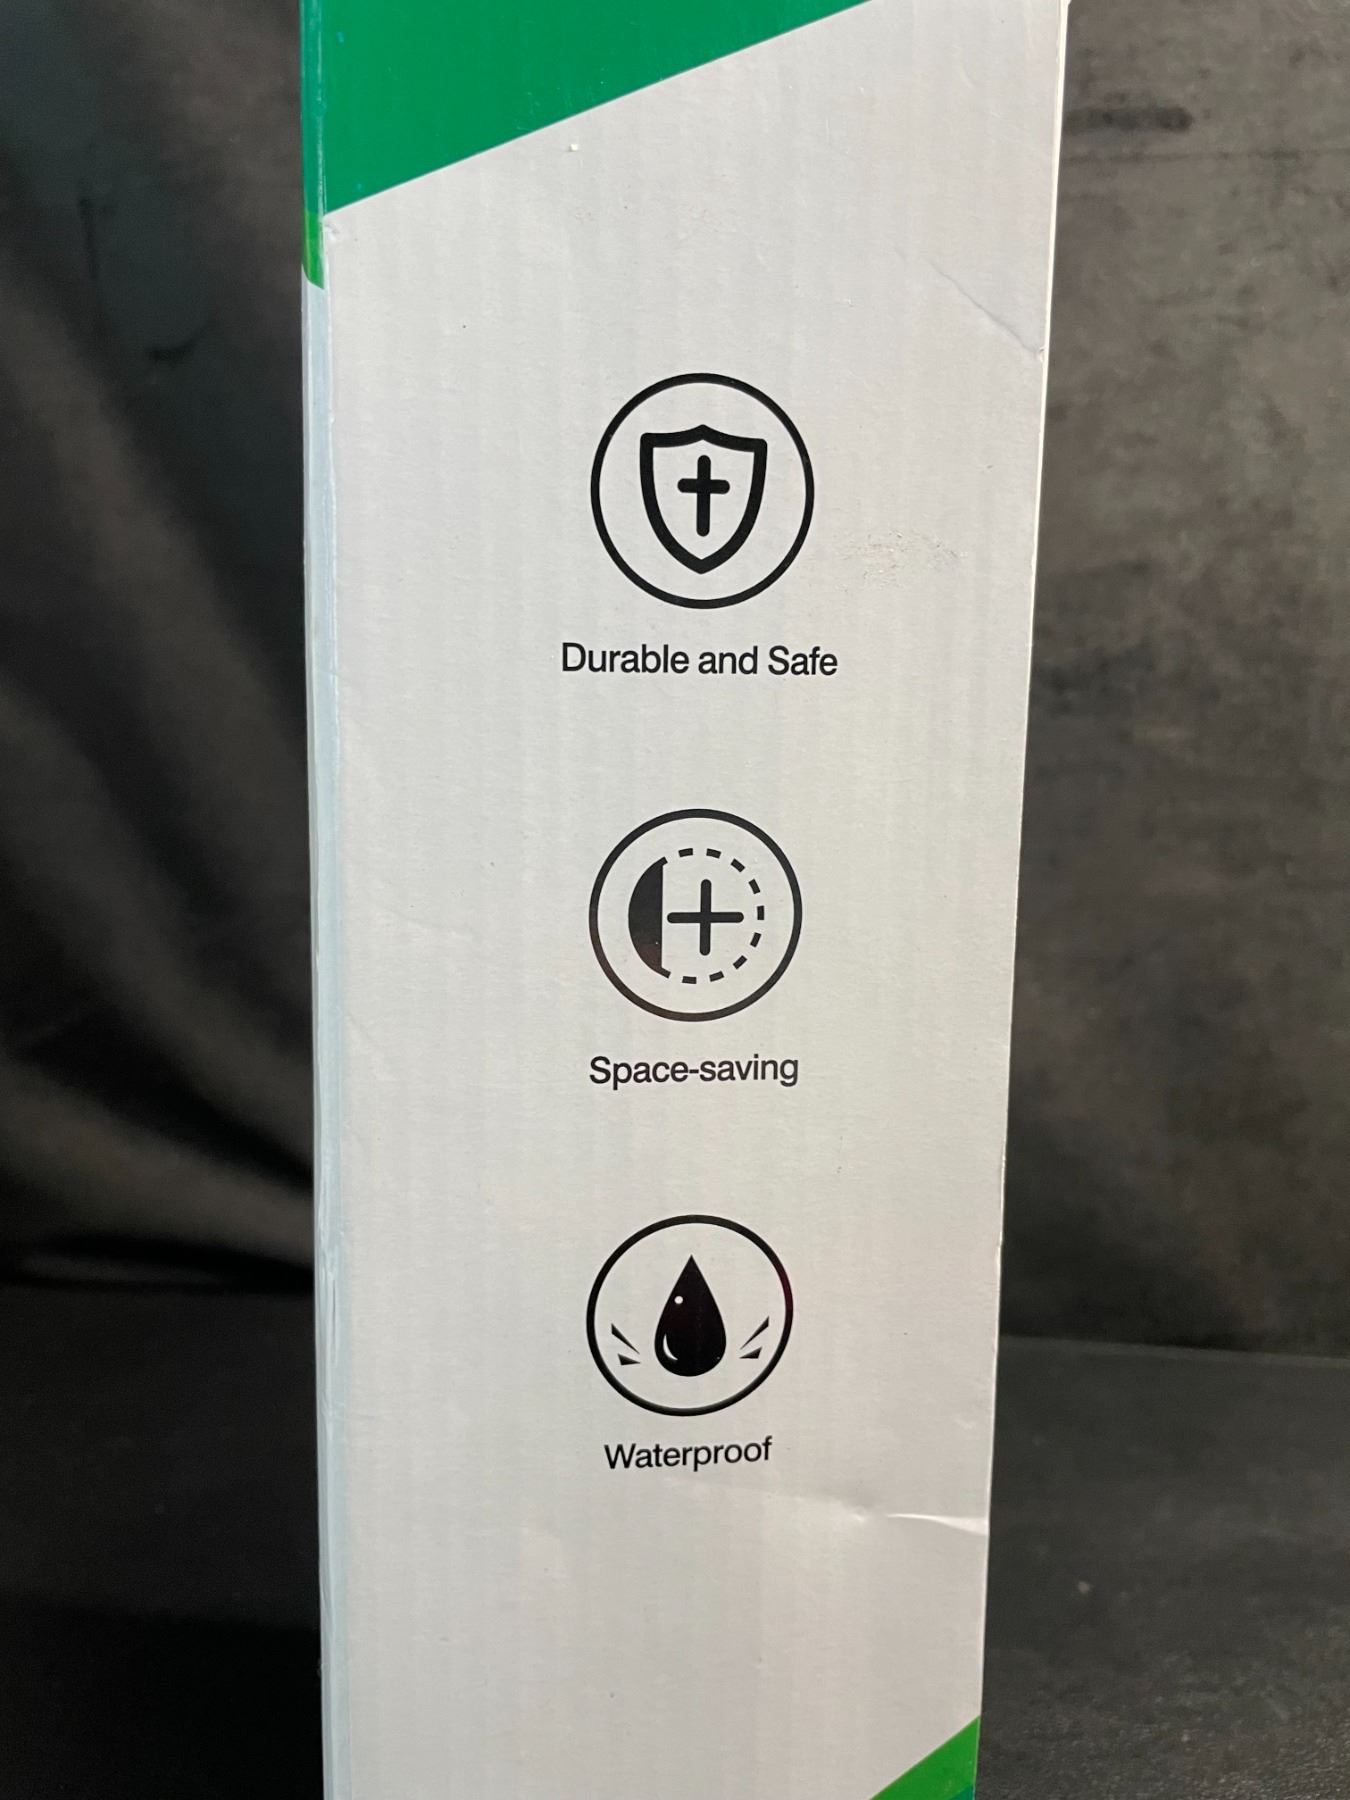 Durable and Safe
Space-saving
Waterproof